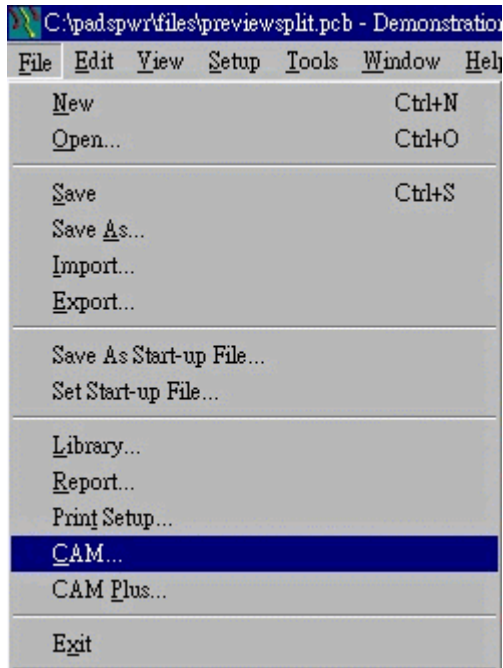 C:\padspwr\files\previewsplit.pcb - Demonstration
File Edit View Setup Tools Window Help
New Ctrl+N
Open... Ctrl+O
Save Ctrl+S
Save As...
Import...
Export...
Save As Start-up File...
Set Start-up File...
Library...
Report...
Print Setup...
CAM...
CAM Plus...
Exit